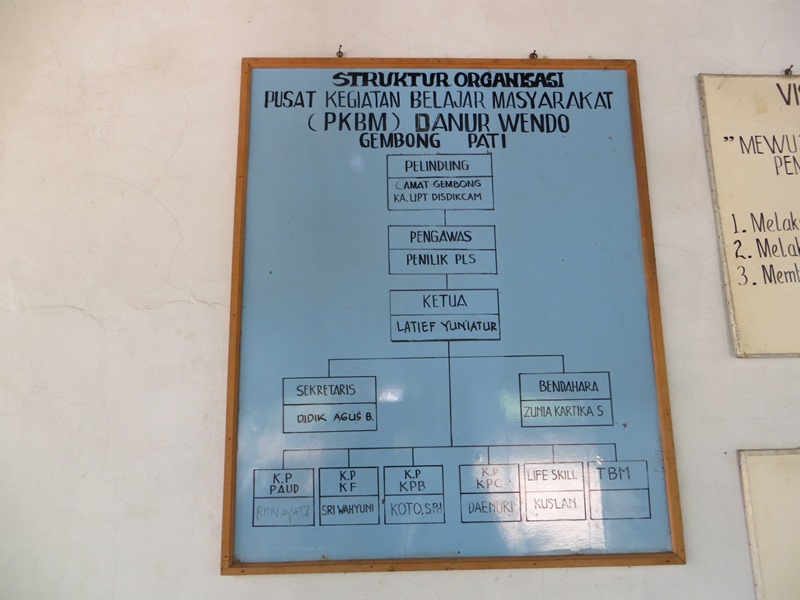 STRUKTUR ORGANISASI
PUSAT KEGIATAN BELAJAR MASYARAKAT
( PKBM ) DANUR WENDO
GEMBONG PATI
PELINDUNG
CAMAT GEMBONG
KA. UPT DISDIKCAM
PENGAWAS
PENILIK PLS
KETUA
LATIEF YUNIATUR
SEKRETARIS
DIDIK AGUS B.
BENDAHARA
ZUNIA KARTIKA. S
K.P
PAUD
K.P
KF
SRI WAHYUNI
K.P
KPB
KOTO, S.Pd
K.P
KPC
DAENURI
LIFE SKILL
KUSLAN
TBM
VIS
"MEWU
PEN
1. Melak
2. Melak
3. Memb